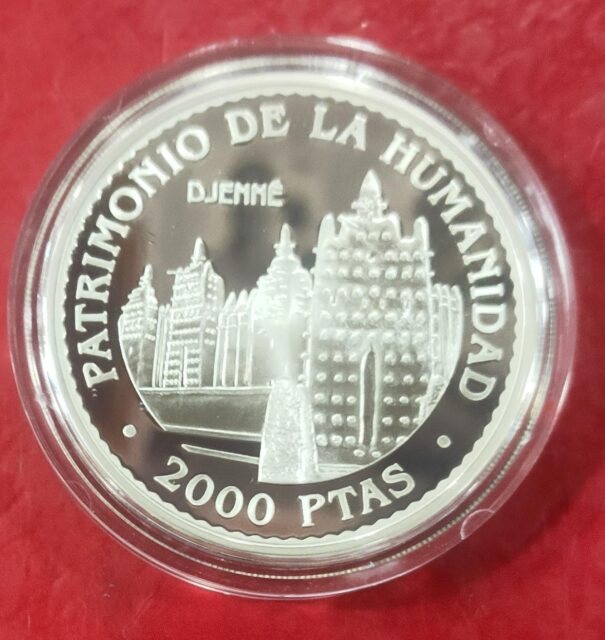 PATRIMONIO DE LA HUMANIDAD
DJENNÉ
2000 PTAS